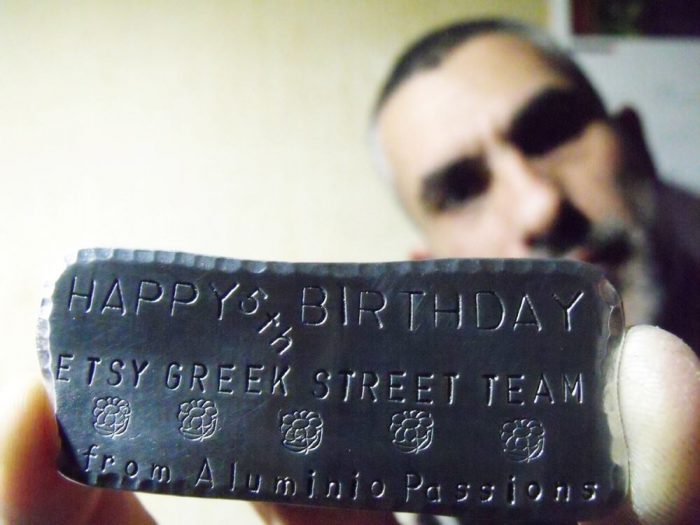 HAPPY 5th BIRTHDAY
ETSY GREEK STREET TEAM
from Aluminio Passions